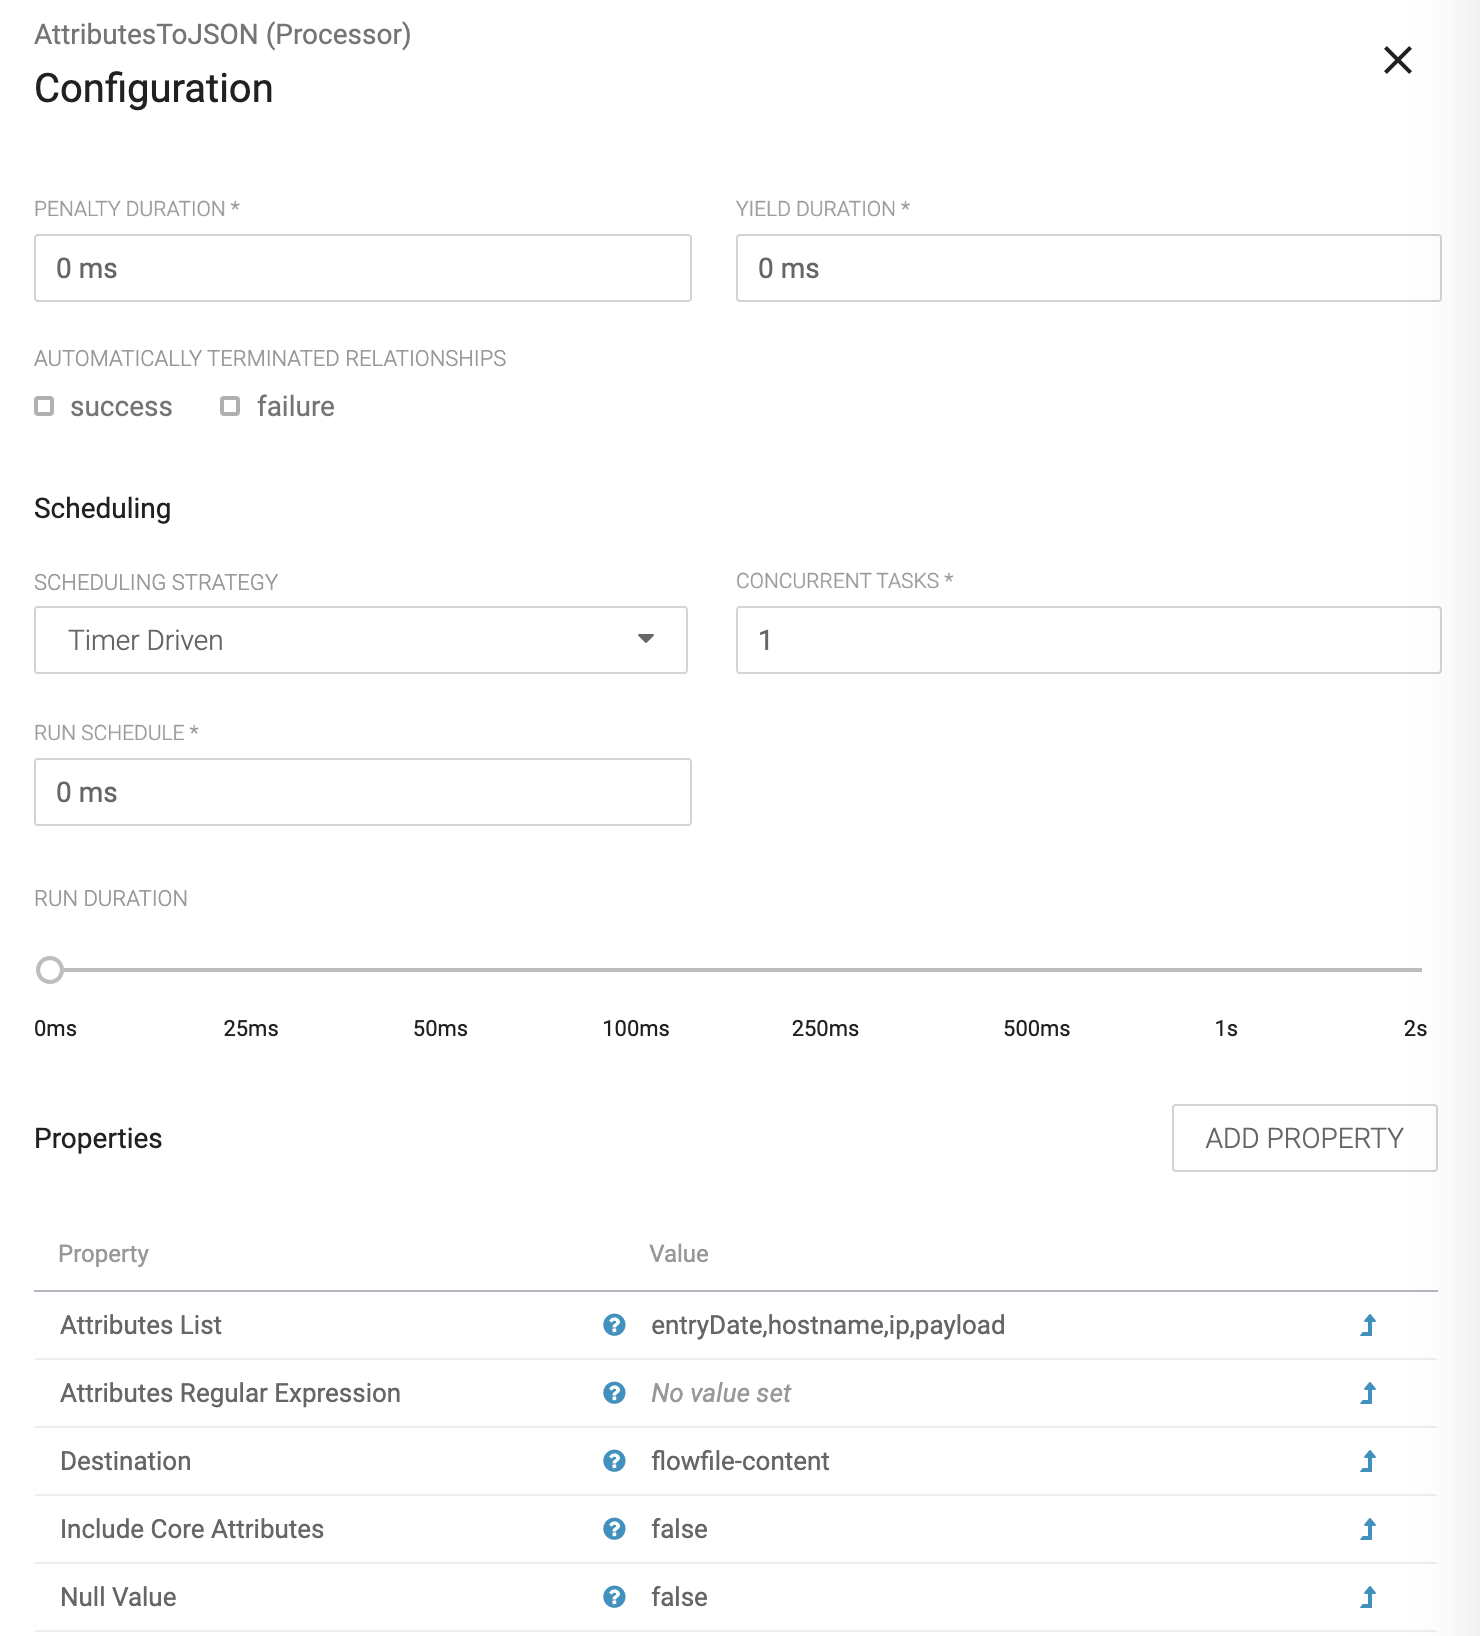 AttributesToJSON (Processor)
Configuration
PENALTY DURATION *
YIELD DURATION *
0 ms
0 ms
AUTOMATICALLY TERMINATED RELATIONSHIPS
success failure
Scheduling
SCHEDULING STRATEGY
CONCURRENT TASKS *
Timer Driven
1
RUN SCHEDULE *
0 ms
RUN DURATION
0ms 25ms 50ms 100ms 250ms 500ms 1s 2s
Properties
ADD PROPERTY
Property Value
Attributes List ? entryDate,hostname,ip,payload
Attributes Regular Expression ? No value set
Destination ? flowfile-content
Include Core Attributes ? false
Null Value ? false